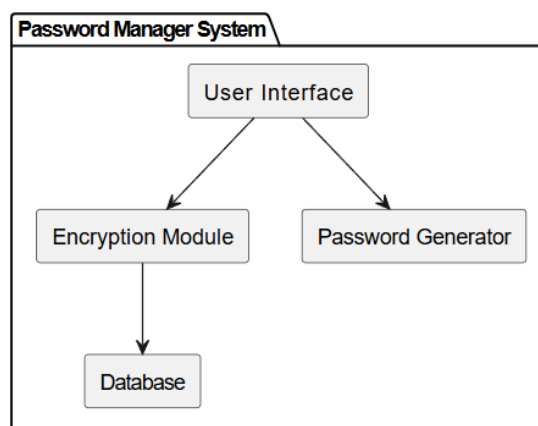 Password Manager System
User Interface
Encryption Module
Password Generator
Database